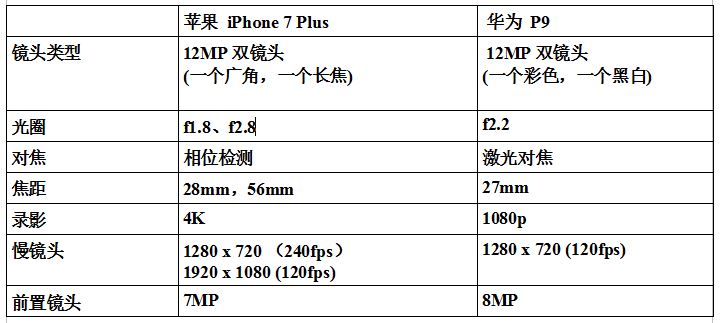 苹果 iPhone 7 Plus 华为 P9
镜头类型 12MP 双镜头 12MP 双镜头
(一个广角，一个长焦) (一个彩色，一个黑白)
光圈 f1.8、f2.8 f2.2
对焦 相位检测 激光对焦
焦距 28mm，56mm 27mm
录影 4K 1080p
慢镜头 1280 x 720 （240fps） 1280 x 720 (120fps)
1920 x 1080 (120fps)
前置镜头 7MP 8MP